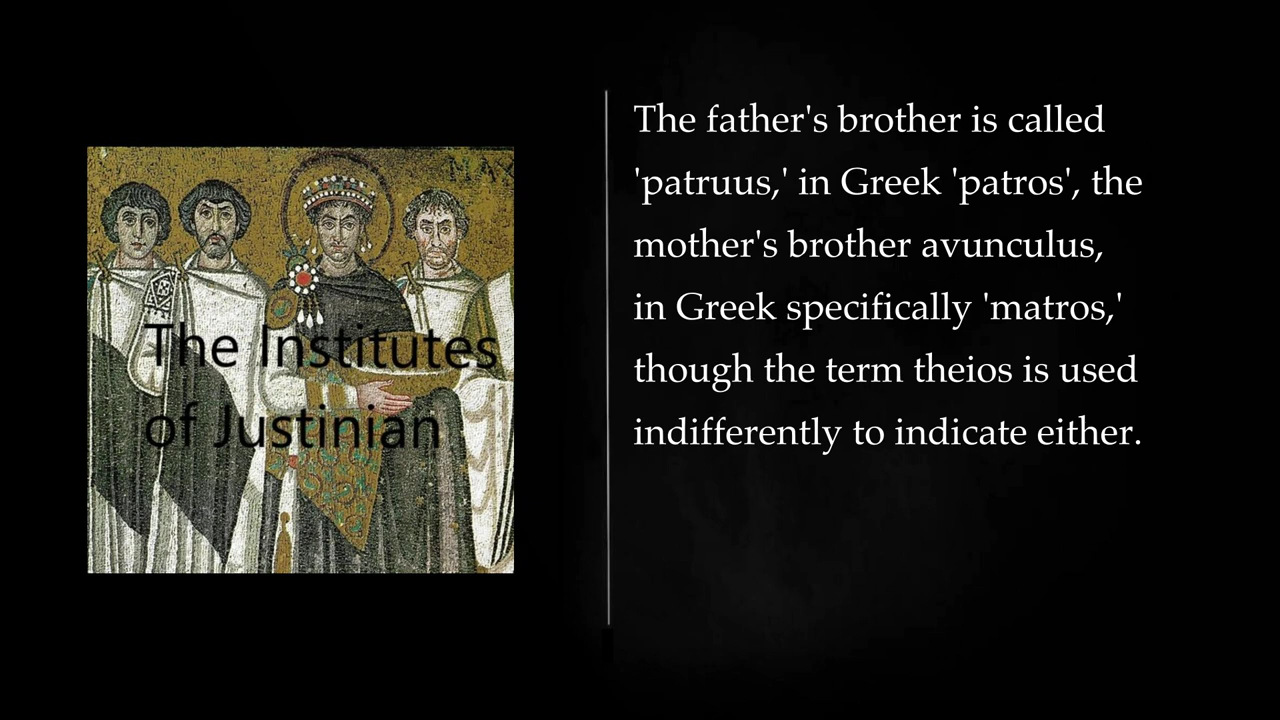 MAX
The Institutes
of Justinian
The father's brother is called
'patruus,' in Greek 'patros', the
mother's brother avunculus,
in Greek specifically 'matros,'
though the term theios is used
indifferently to indicate either.